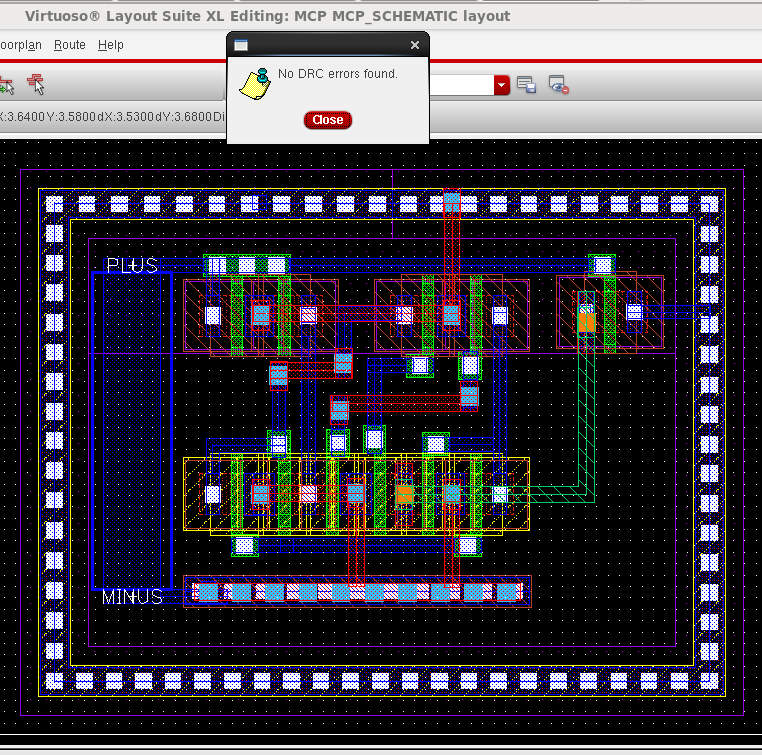 Virtuoso® Layout Suite XL Editing: MCP MCP_SCHEMATIC layout
oorplan Route Help
No DRC errors found.
Close
X:3.6400Y:3.5800dX:3.5300dY:3.6800Di
PLUS
MINUS